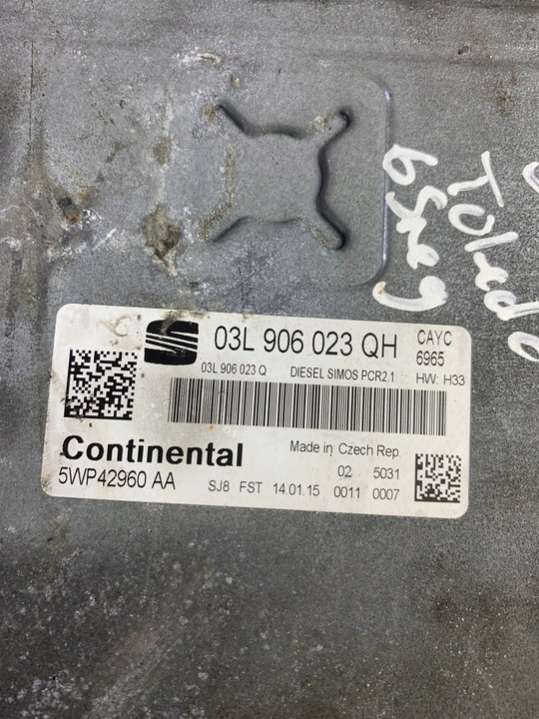 Toledo
03L 906 023 QH
CAYC
6965
03L 906 023 Q DIESEL SIMOS PCR2.1 HW: H33
Continental
5WP42960 AA
Made in Czech Rep.
02 5031
SJ8 FST 14.01.15 0011 0007